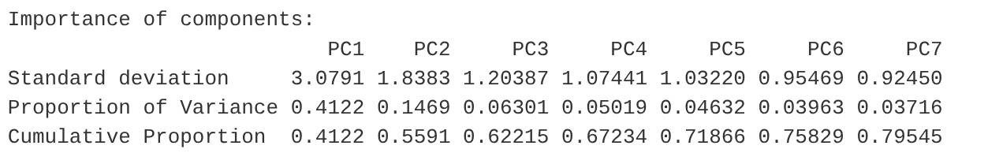 Importance of components:
                          PC1    PC2     PC3     PC4     PC5     PC6     PC7
Standard deviation     3.0791 1.8383 1.20387 1.07441 1.03220 0.95469 0.92450
Proportion of Variance 0.4122 0.1469 0.06301 0.05019 0.04632 0.03963 0.03716
Cumulative Proportion  0.4122 0.5591 0.62215 0.67234 0.71866 0.75829 0.79545